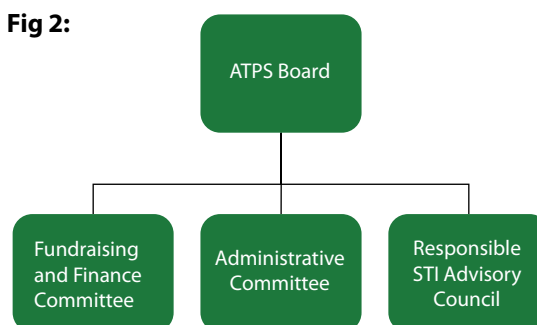 Fig 2:
ATPS Board
Fundraising
and Finance
Committee
Administrative
Committee
Responsible
STI Advisory
Council